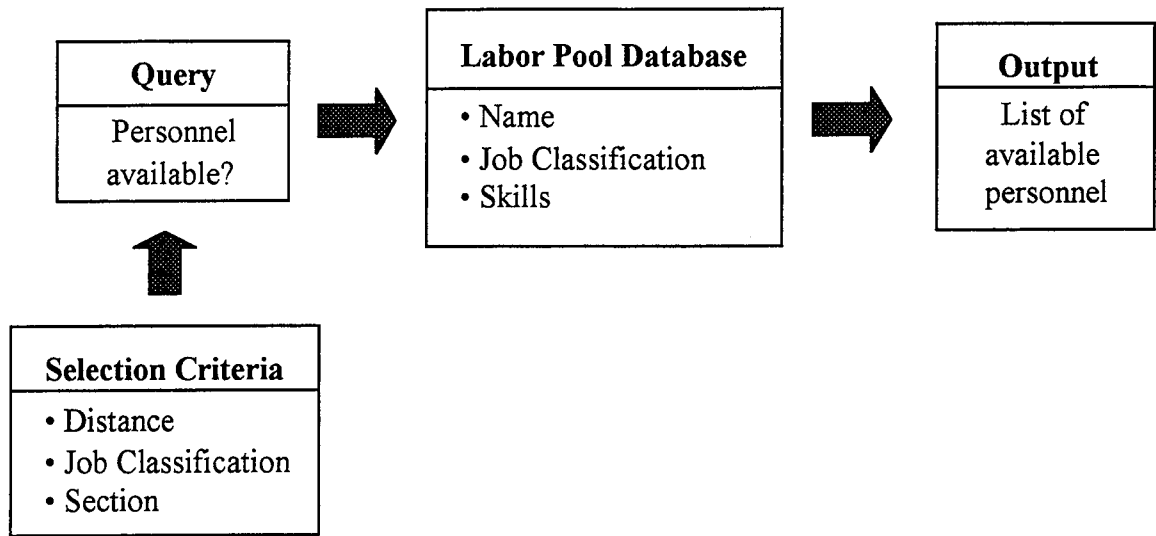 Query
Personnel
available?
Labor Pool Database
• Name
• Job Classification
• Skills
Output
List of
available
personnel
Selection Criteria
• Distance
• Job Classification
• Section